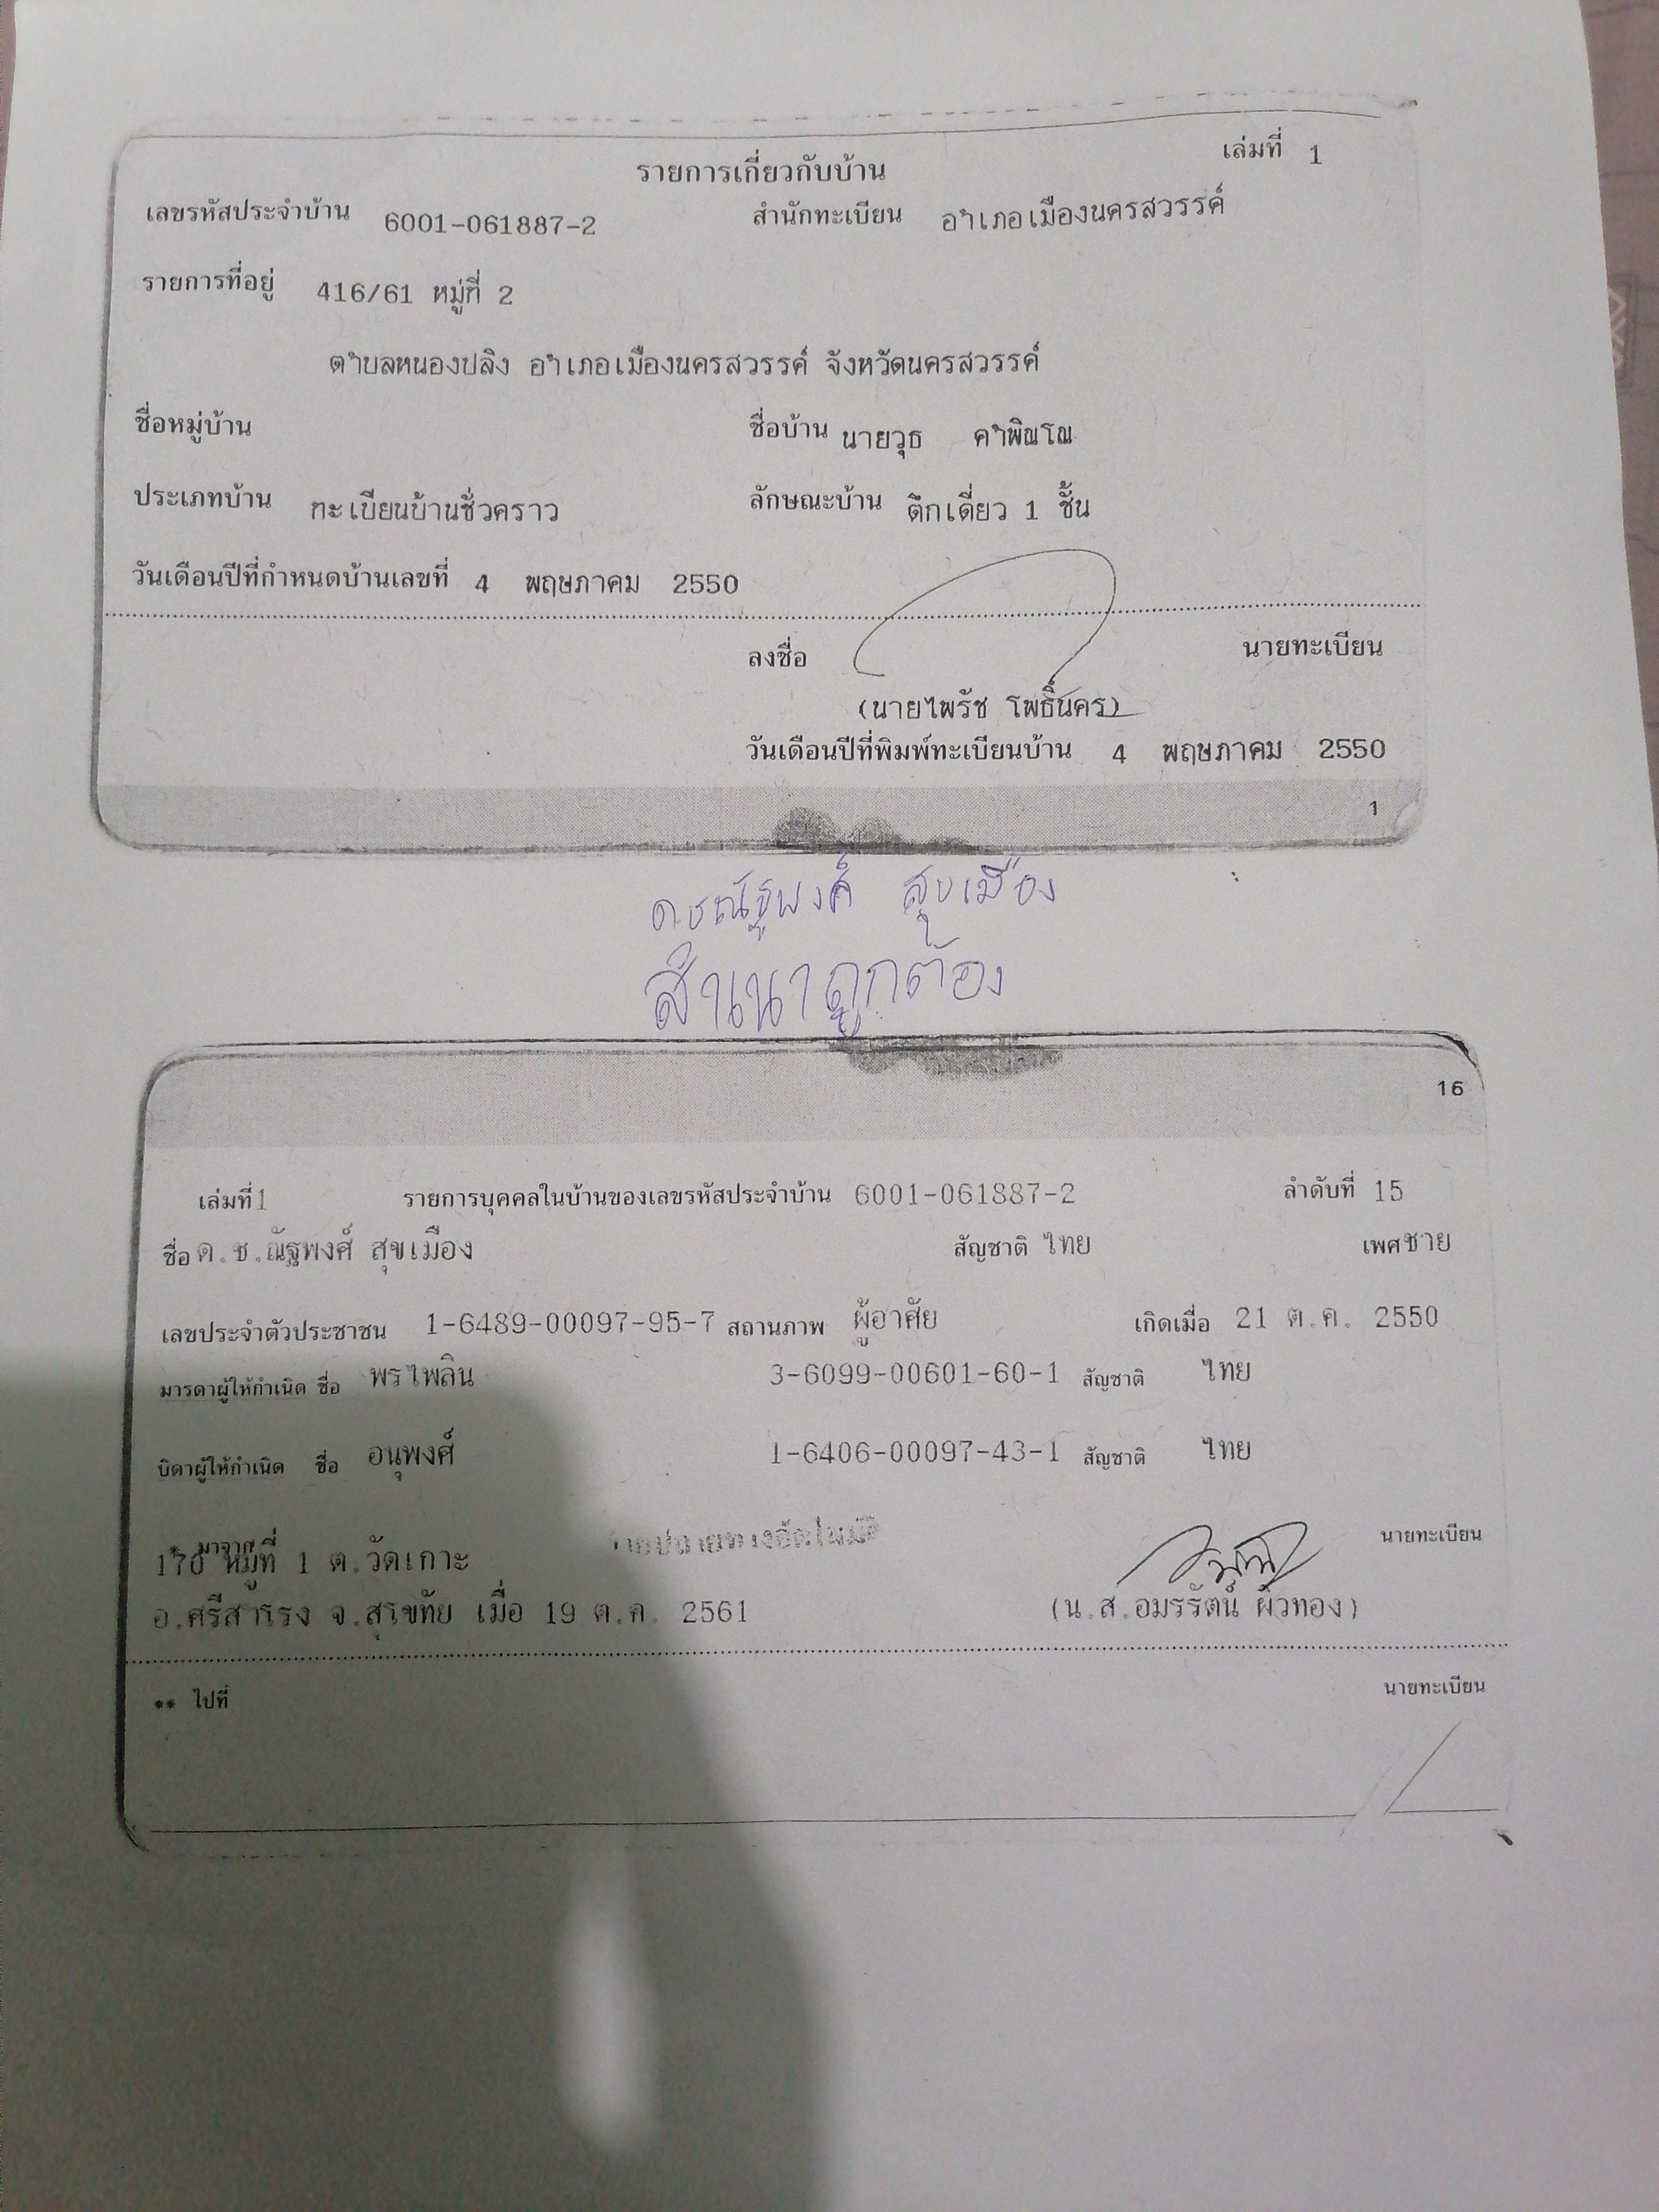 เล่มที่ 1
รายการเกี่ยวกับบ้าน
เลขรหัสประจำบ้าน 6001-061887-2 สำนักทะเบียน อำเภอเมืองนครสวรรค์
รายการที่อยู่ 416/61 หมู่ที่ 2
ตำบลหนองปลิง อำเภอเมืองนครสวรรค์ จังหวัดนครสวรรค์
ชื่อหมู่บ้าน ชื่อบ้าน นายวุธ คำพิณโณ
ประเภทบ้าน ทะเบียนบ้านชั่วคราว ลักษณะบ้าน ตึกเดี่ยว 1 ชั้น
วันเดือนปีที่กำหนดบ้านเลขที่ 4 พฤษภาคม 2550
ลงชื่อ นายทะเบียน
(นายไพรัช โพธิ์นคร)
วันเดือนปีที่พิมพ์ทะเบียนบ้าน 4 พฤษภาคม 2550
1
ด.ช ณัฐพงศ์ สุขเมือง
สำเนาถูกต้อง
16
เล่มที่ 1 รายการบุคคลในบ้านของเลขรหัสประจำบ้าน 6001-061887-2 ลำดับที่ 15
ชื่อ ด.ช.ณัฐพงศ์ สุขเมือง สัญชาติ ไทย เพศ ชาย
เลขประจำตัวประชาชน 1-6489-00097-95-7 สถานภาพ ผู้อาศัย เกิดเมื่อ 21 ต.ค. 2550
มารดาผู้ให้กำเนิด ชื่อ พรไพลิน 3-6099-00601-60-1 สัญชาติ ไทย
บิดาผู้ให้กำเนิด ชื่อ อนุพงศ์ 1-6406-00097-43-1 สัญชาติ ไทย
* มาจาก นายทะเบียน
170 หมู่ที่ 1 ต.วัดเกาะ
อ.ศรีสำโรง จ.สุโขทัย เมื่อ 19 ต.ค. 2561 (น.ส.อมรรัตน์ ผิวทอง)
** ไปที่ นายทะเบียน